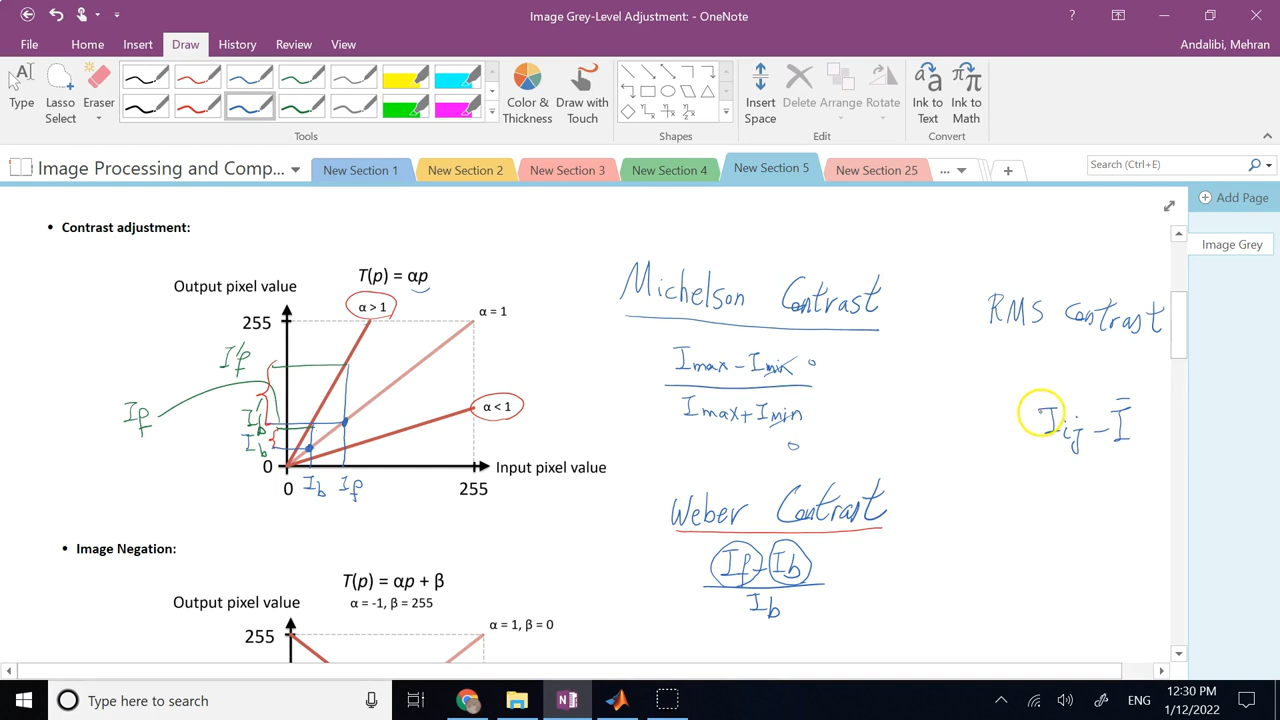 Image Grey-Level Adjustment: - OneNote
File Home Insert Draw History Review View
Andalibi, Mehran
Type
Lasso Select
Eraser
Color & Thickness
Draw with Touch
Insert Space
Delete
Arrange
Rotate
Ink to Text
Ink to Math
Tools
Shapes
Edit
Convert
Image Processing and Comp...
New Section 1
New Section 2
New Section 3
New Section 4
New Section 5
New Section 25
...
Search (Ctrl+E)
Add Page
Image Grey
• Contrast adjustment:
T(p) = αp
Output pixel value
α > 1
α = 1
255
α < 1
0
Input pixel value
0
255
I'f
If
I'b
Ib
Ib If
Michelson Contrast
Imax - Imin 0
Imax + Imin
0
Weber Contrast
If - Ib
Ib
RMS Contrast
Iij - Ī
• Image Negation:
T(p) = αp + β
Output pixel value
α = -1, β = 255
255
α = 1, β = 0
Type here to search
ENG
12:30 PM
1/12/2022